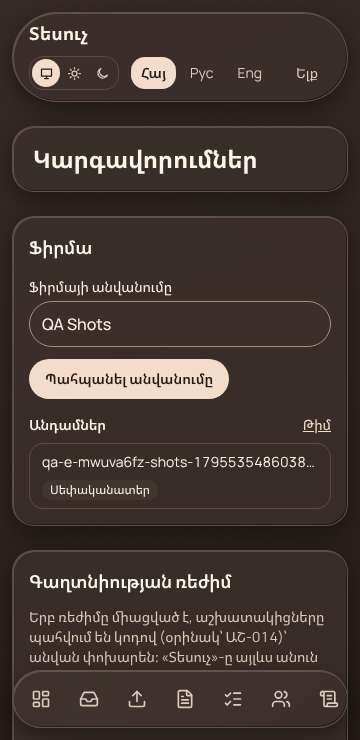 Տեսուչ
Հայ Рус Eng Ելք
Կարգավորումներ
Ֆիրմա
Ֆիրմայի անվանումը
QA Shots
Պահպանել անվանումը
Անդամներ Թիմ
qa-e-mwuva6fz-shots-1795535486038…
Սեփականատեր
Գաղտնիության ռեժիմ
Երբ ռեժիմը միացված է, աշխատակիցները
պահվում են կոդով (օրինակ՝ ԱՇ-014)՝
անվան փոխարեն։ «Տեսուչ»-ը այլևս անուն